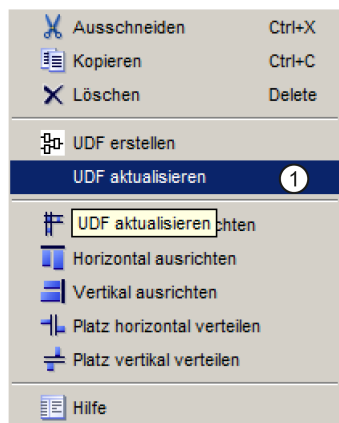 Ausschneiden Ctrl+X
Kopieren Ctrl+C
Löschen Delete
UDF erstellen
UDF aktualisieren 1
UDF aktualisieren chten
Horizontal ausrichten
Vertikal ausrichten
Platz horizontal verteilen
Platz vertikal verteilen
Hilfe